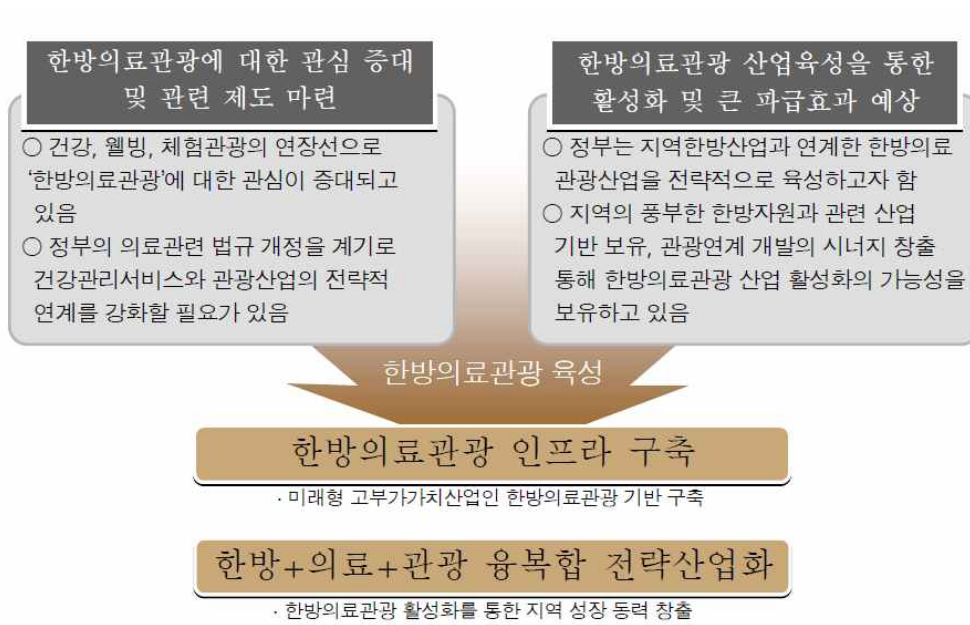 한방의료관광에 대한 관심 증대
및 관련 제도 마련
○ 건강, 웰빙, 체험관광의 연장선으로
‘한방의료관광’에 대한 관심이 증대되고
있음
○ 정부의 의료관련 법규 개정을 계기로
건강관리서비스와 관광산업의 전략적
연계를 강화할 필요가 있음
한방의료관광 산업육성을 통한
활성화 및 큰 파급효과 예상
○ 정부는 지역한방산업과 연계한 한방의료
관광산업을 전략적으로 육성하고자 함
○ 지역의 풍부한 한방자원과 관련 산업
기반 보유, 관광연계 개발의 시너지 창출
통해 한방의료관광 산업 활성화의 가능성을
보유하고 있음
한방의료관광 육성
한방의료관광 인프라 구축
· 미래형 고부가가치산업인 한방의료관광 기반 구축
한방+의료+관광 융복합 전략산업화
· 한방의료관광 활성화를 통한 지역 성장 동력 창출